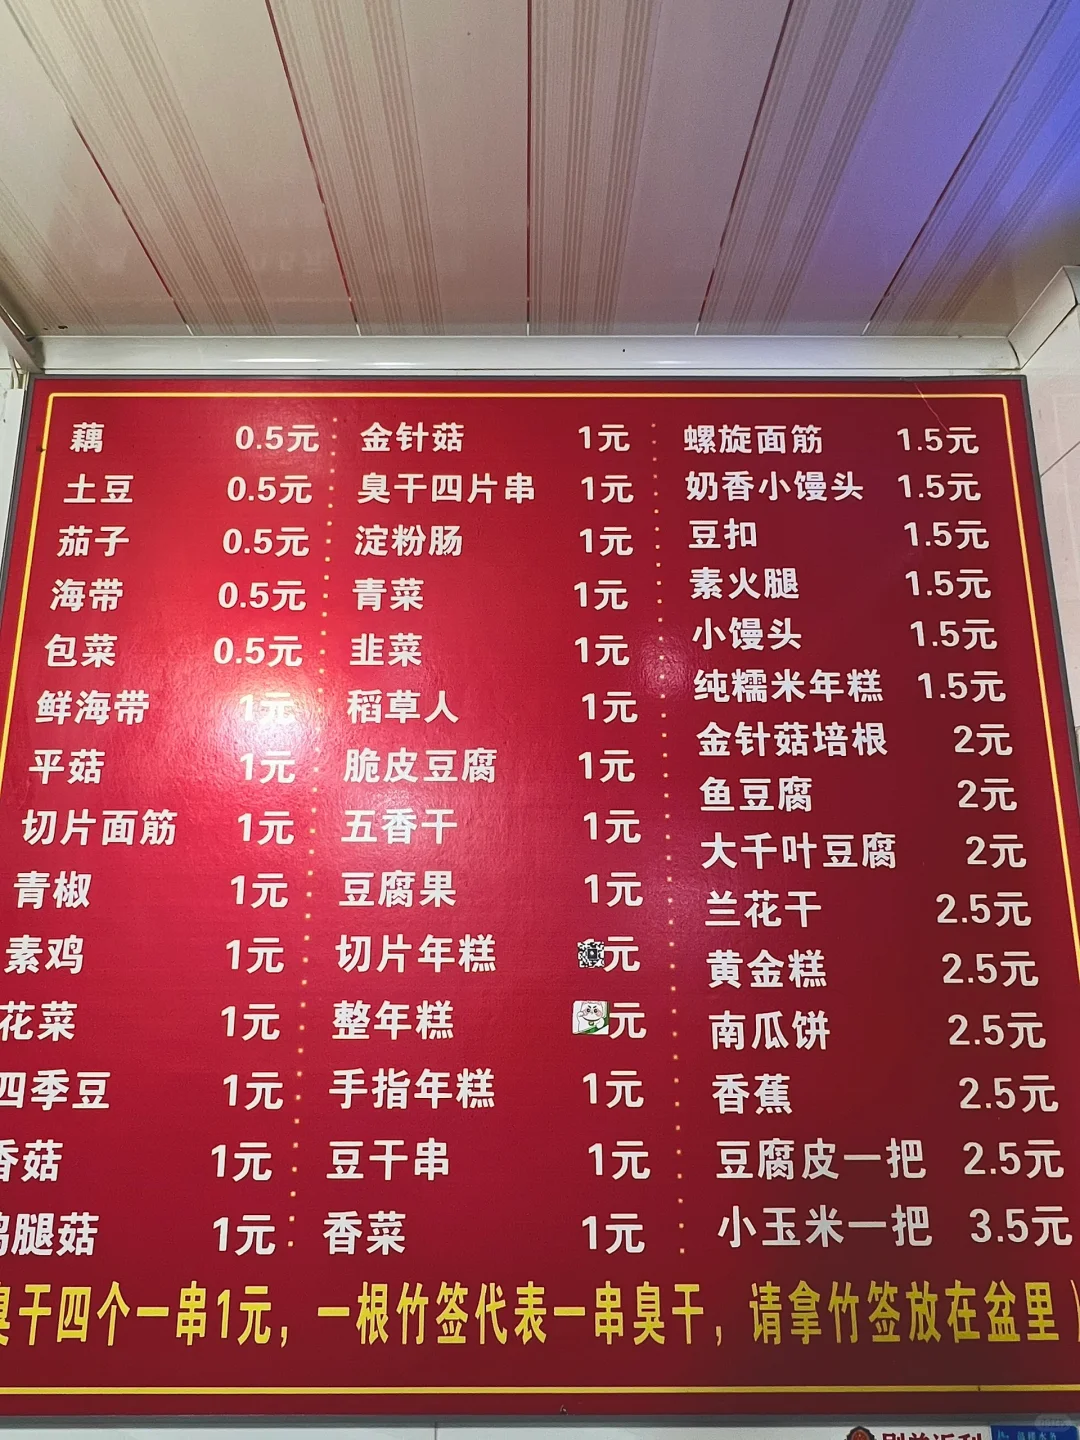 藕 0.5元
土豆 0.5元
茄子 0.5元
海带 0.5元
包菜 0.5元
鲜海带 1元
平菇 1元
切片面筋 1元
青椒 1元
素鸡 1元
花菜 1元
四季豆 1元
香菇 1元
鸡腿菇 1元
金针菇 1元
臭干四片串 1元
淀粉肠 1元
青菜 1元
韭菜 1元
稻草人 1元
脆皮豆腐 1元
五香干 1元
豆腐果 1元
切片年糕 元
整年糕 元
手指年糕 1元
豆干串 1元
香菜 1元
螺旋面筋 1.5元
奶香小馒头 1.5元
豆扣 1.5元
素火腿 1.5元
小馒头 1.5元
纯糯米年糕 1.5元
金针菇培根 2元
鱼豆腐 2元
大千叶豆腐 2元
兰花干 2.5元
黄金糕 2.5元
南瓜饼 2.5元
香蕉 2.5元
豆腐皮一把 2.5元
小玉米一把 3.5元
臭干四个一串1元，一根竹签代表一串臭干，请拿竹签放在盆里